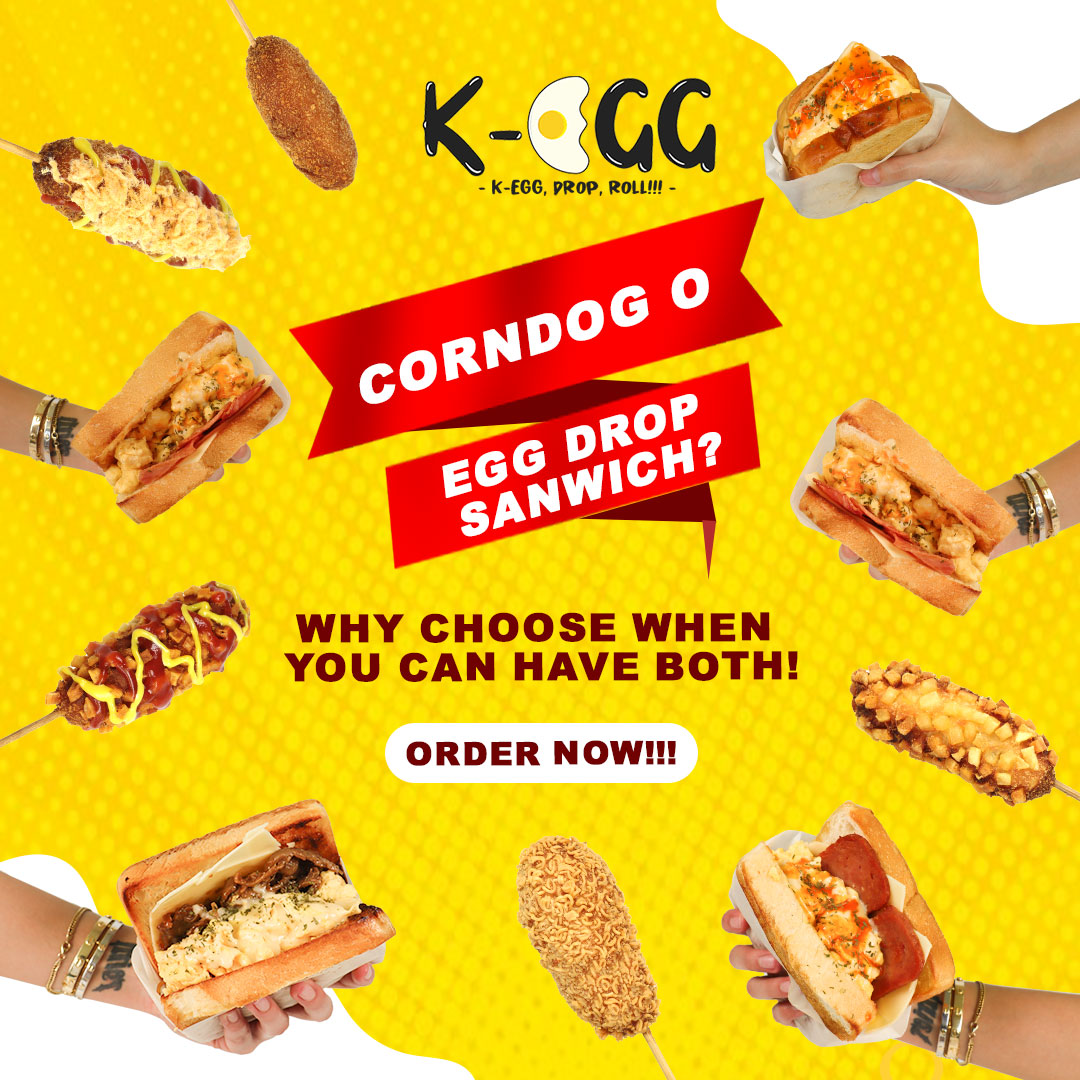 K-EGG
- K-EGG, DROP, ROLL!!! -
CORNDOG O
EGG DROP
SANWICH?
WHY CHOOSE WHEN
YOU CAN HAVE BOTH!
ORDER NOW!!!